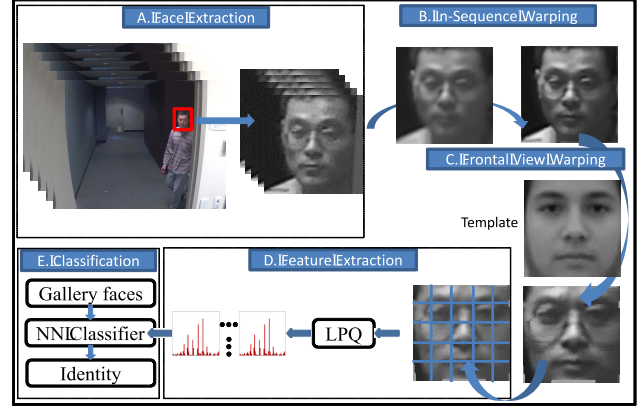 A. Face Extraction
B. In-Sequence Warping
C. Frontal View Warping
Template
E. Classification
D. Feature Extraction
Gallery faces
NN Classifier
LPQ
Identity